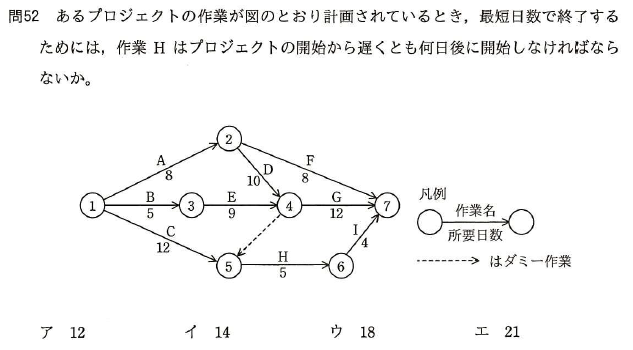 問52 あるプロジェクトの作業が図のとおり計画されているとき，最短日数で終了する
ためには，作業 H はプロジェクトの開始から遅くとも何日後に開始しなければなら
ないか。
2
A
8
D
10
F
8
1
B
5
3
E
9
4
G
12
7
C
12
5
H
5
6
I
4
凡例
作業名
所要日数
はダミー作業
ア 12 イ 14 ウ 18 エ 21